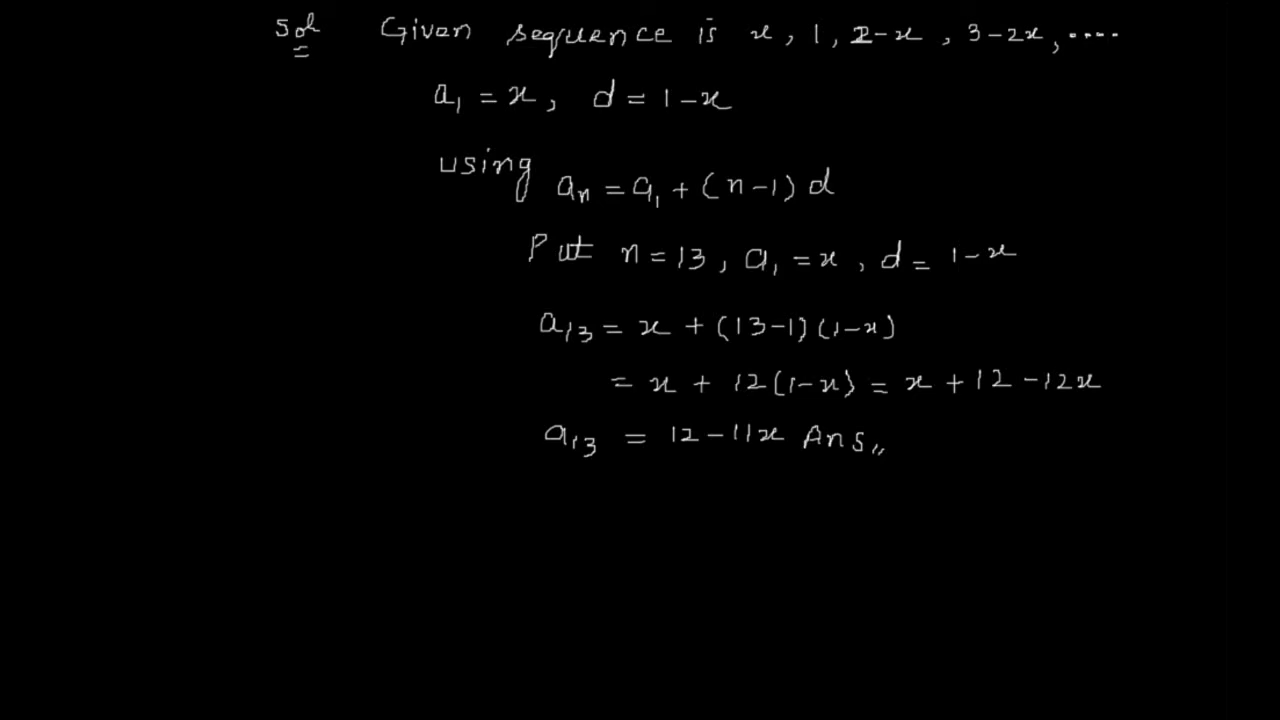 Sol Given sequence is x, 1, 2-x, 3-2x, ....
a₁ = x, d = 1-x
using aₙ = a₁ + (n-1) d
Put n = 13, a₁ = x, d = 1-x
a₁₃ = x + (13-1) (1-x)
= x + 12(1-x) = x + 12 - 12x
a₁₃ = 12 - 11x Ans,,